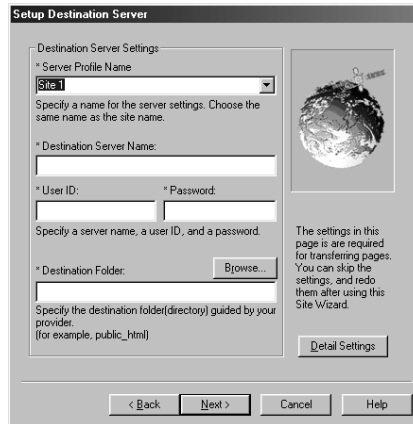 Setup Destination Server
Destination Server Settings
* Server Profile Name
Site 1
Specify a name for the server settings. Choose the
same name as the site name.
* Destination Server Name:
* User ID:
* Password:
Specify a server name, a user ID, and a password.
* Destination Folder:
Browse...
Specify the destination folder(directory) guided by your
provider.
(for example, public_html)
The settings in this
page is are required
for transferring pages.
You can skip the
settings, and redo
them after using this
Site Wizard.
Detail Settings
< Back
Next >
Cancel
Help